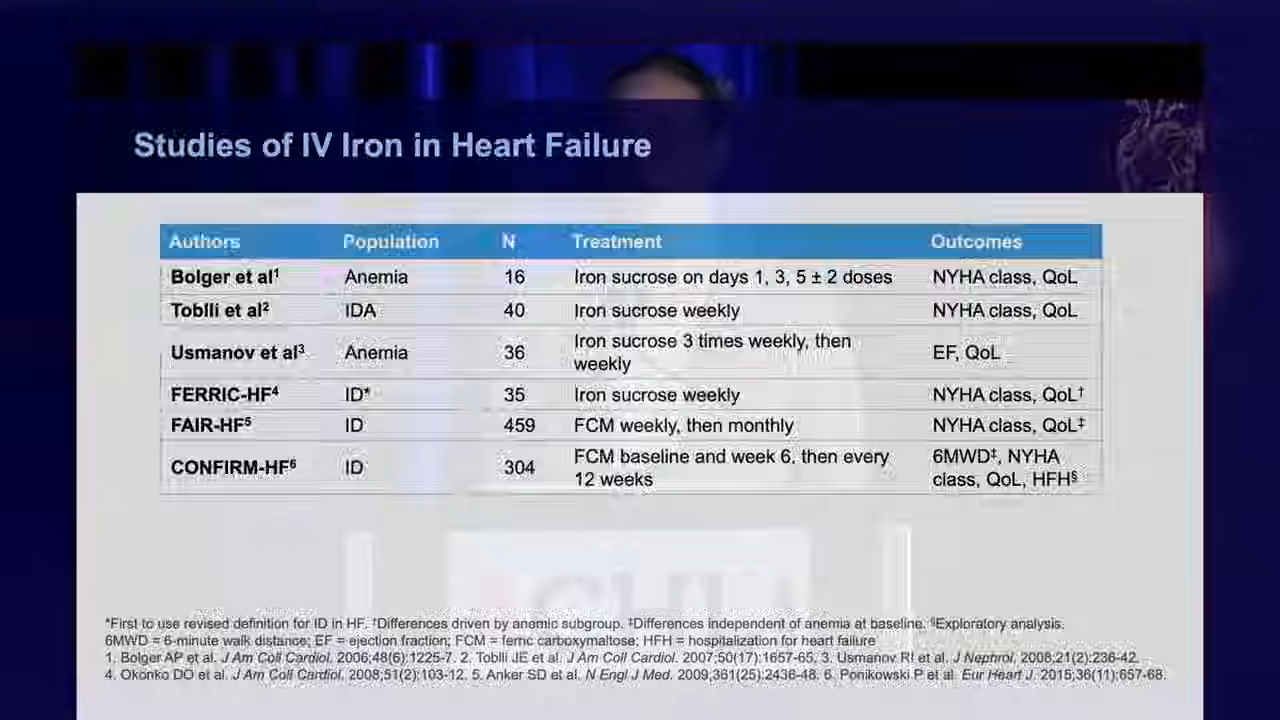 Studies of IV Iron in Heart Failure
Authors Population N Treatment Outcomes
Bolger et al¹ Anemia 16 Iron sucrose on days 1, 3, 5 ± 2 doses NYHA class, QoL
Toblli et al² IDA 40 Iron sucrose weekly NYHA class, QoL
Usmanov et al³ Anemia 36 Iron sucrose 3 times weekly, then weekly EF, QoL
FERRIC-HF⁴ ID* 35 Iron sucrose weekly NYHA class, QoL†
FAIR-HF⁵ ID 459 FCM weekly, then monthly NYHA class, QoL‡
CONFIRM-HF⁶ ID 304 FCM baseline and week 6, then every 12 weeks 6MWD‡, NYHA class, QoL, HFH§
*First to use revised definition for ID in HF. †Differences driven by anemic subgroup. ‡Differences independent of anemia at baseline. §Exploratory analysis.
6MWD = 6-minute walk distance; EF = ejection fraction; FCM = ferric carboxymaltose; HFH = hospitalization for heart failure
1. Bolger AP et al. J Am Coll Cardiol. 2006;48(6):1225-7. 2. Toblli JE et al. J Am Coll Cardiol. 2007;50(17):1657-65. 3. Usmanov RI et al. J Nephrol. 2008;21(2):236-42.
4. Okonko DO et al. J Am Coll Cardiol. 2008;51(2):103-12. 5. Anker SD et al. N Engl J Med. 2009;361(25):2436-48. 6. Ponikowski P et al. Eur Heart J. 2015;36(11):657-68.